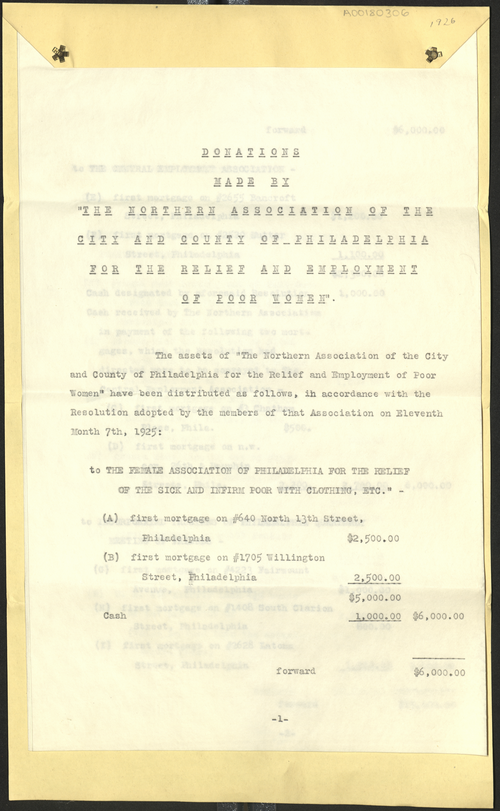 A00180306
1926
DONATIONS
MADE BY
"THE NORTHERN ASSOCIATION OF THE
CITY AND COUNTY OF PHILADELPHIA
FOR THE RELIEF AND EMPLOYMENT
OF POOR WOMEN".
The assets of "The Northern Association of the City
and County of Philadelphia for the Relief and Employment of Poor
Women" have been distributed as follows, in accordance with the
Resolution adopted by the members of that Association on Eleventh
Month 7th, 1925:
to THE FEMALE ASSOCIATION OF PHILADELPHIA FOR THE RELIEF
OF THE SICK AND INFIRM POOR WITH CLOTHING, ETC." -
(A) first mortgage on #640 North 13th Street,
Philadelphia $2,500.00
(B) first mortgage on #1705 Willington
Street, Philadelphia 2,500.00
$5,000.00
Cash 1,000.00 $6,000.00
forward $6,000.00
-1-